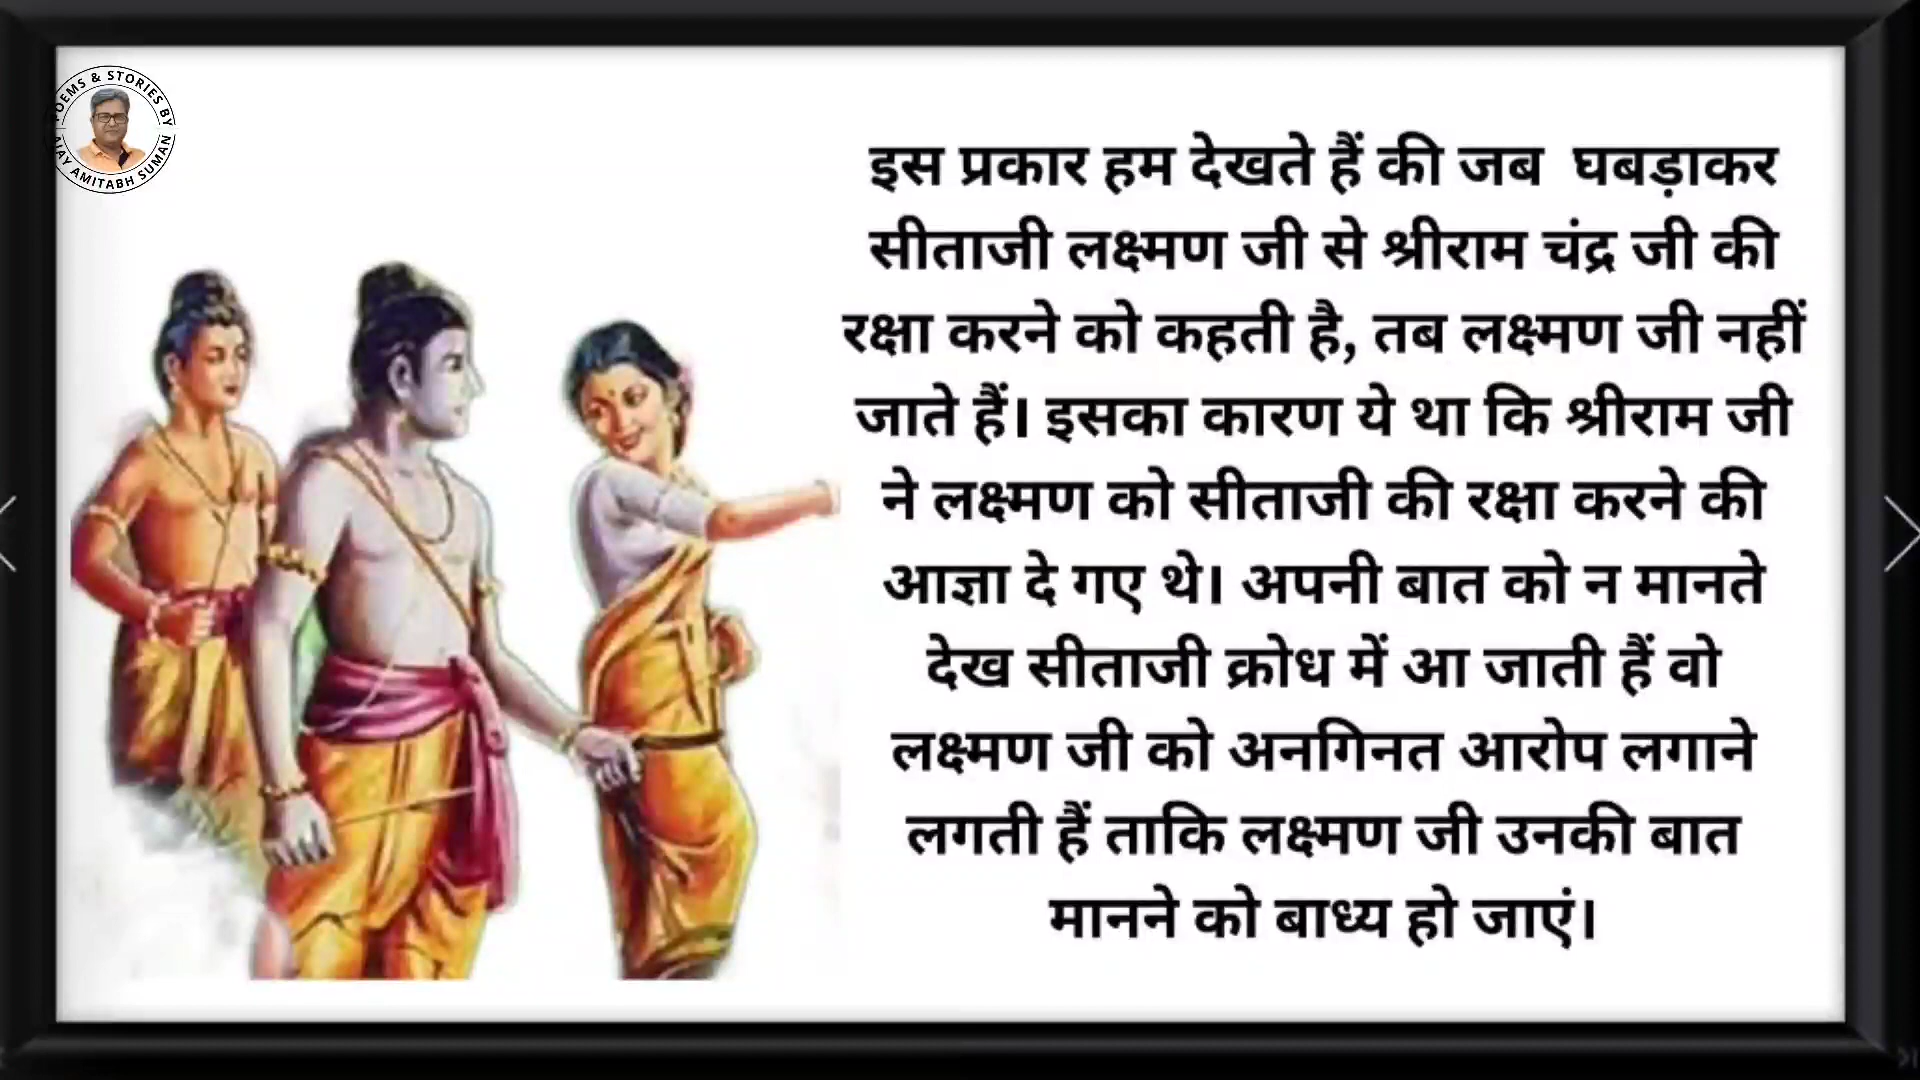 POEMS & STORIES BY
AJAY AMITABH SUMAN
इस प्रकार हम देखते हैं की जब घबड़ाकर
सीताजी लक्ष्मण जी से श्रीराम चंद्र जी की
रक्षा करने को कहती है, तब लक्ष्मण जी नहीं
जाते हैं। इसका कारण ये था कि श्रीराम जी
ने लक्ष्मण को सीताजी की रक्षा करने की
आज्ञा दे गए थे। अपनी बात को न मानते
देख सीताजी क्रोध में आ जाती हैं वो
लक्ष्मण जी को अनगिनत आरोप लगाने
लगती हैं ताकि लक्ष्मण जी उनकी बात
मानने को बाध्य हो जाएं।